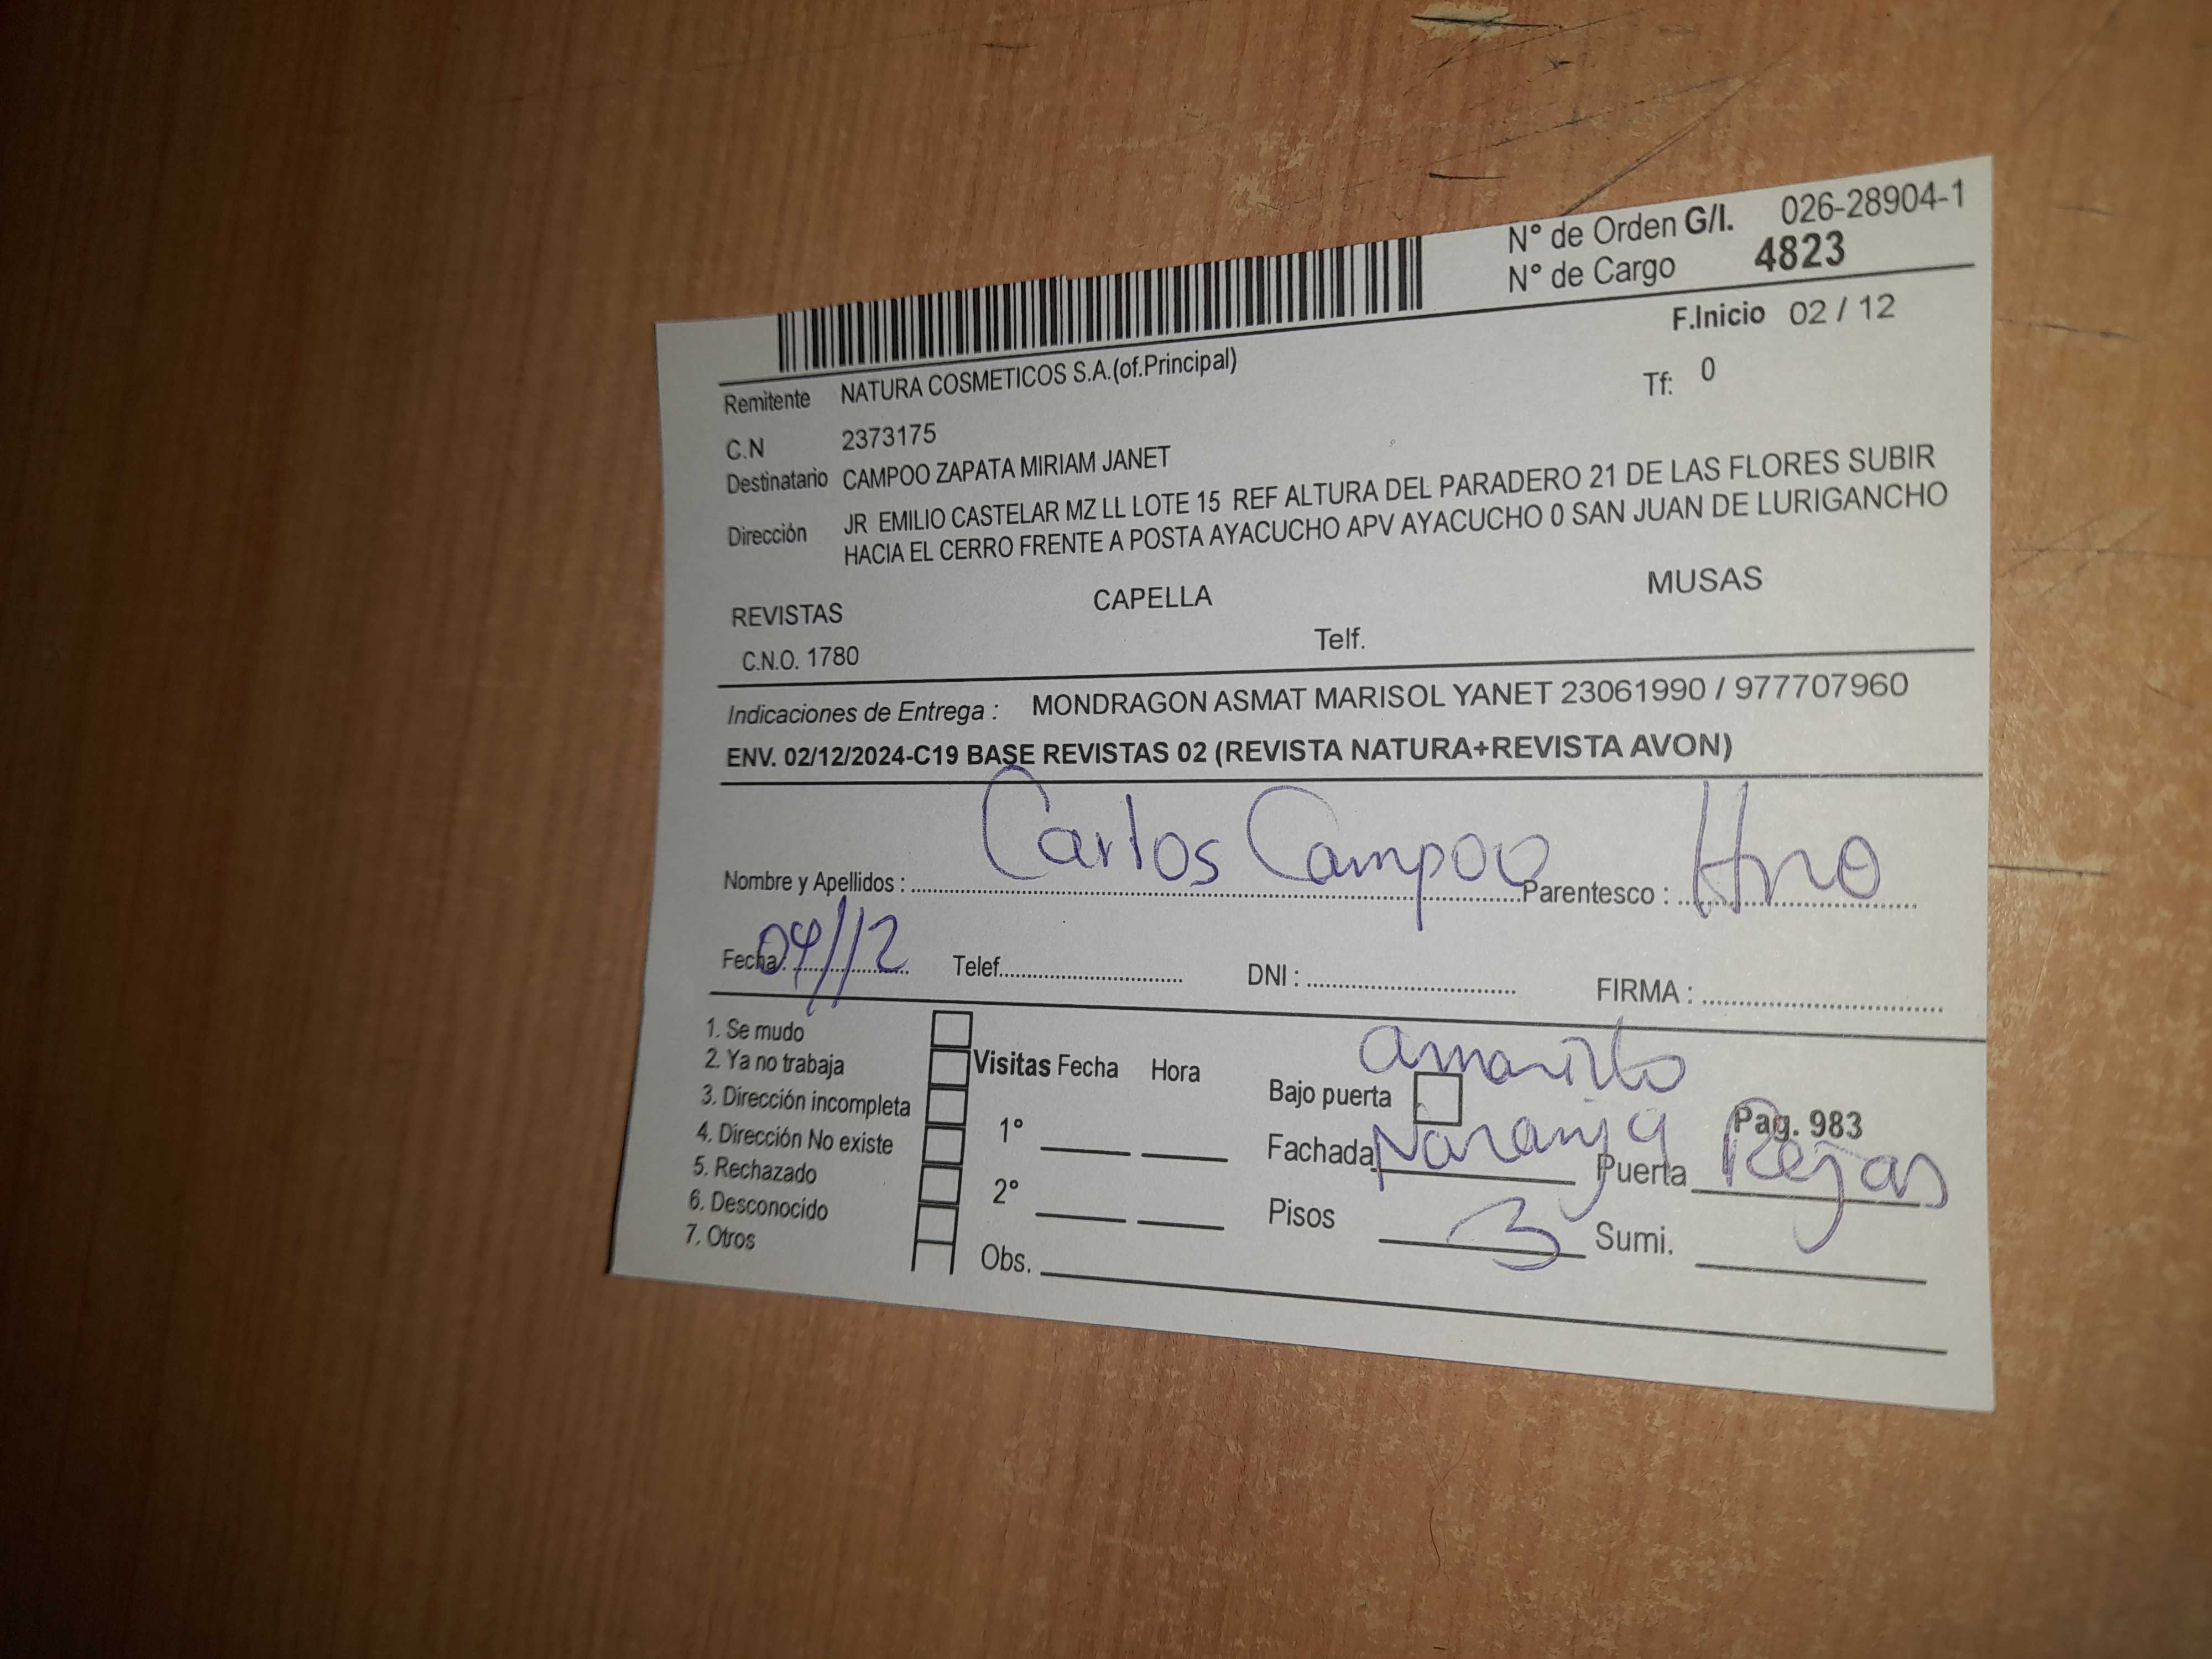 N° de Orden G/I. 026-28904-1
N° de Cargo 4823
F.Inicio 02 / 12
Remitente NATURA COSMETICOS S.A.(of.Principal)
Tf: 0
C.N 2373175
Destinatario CAMPOO ZAPATA MIRIAM JANET
Dirección JR EMILIO CASTELAR MZ LL LOTE 15 REF ALTURA DEL PARADERO 21 DE LAS FLORES SUBIR
HACIA EL CERRO FRENTE A POSTA AYACUCHO APV AYACUCHO 0 SAN JUAN DE LURIGANCHO
REVISTAS CAPELLA MUSAS
C.N.O. 1780 Telf.
Indicaciones de Entrega : MONDRAGON ASMAT MARISOL YANET 23061990 / 977707960
ENV. 02/12/2024-C19 BASE REVISTAS 02 (REVISTA NATURA+REVISTA AVON)
Nombre y Apellidos : Carlos Campoo Parentesco : Hno
Fecha: 04/12 Telef. DNI : FIRMA :
1. Se mudo
2. Ya no trabaja
3. Dirección incompleta
4. Dirección No existe
5. Rechazado
6. Desconocido
7. Otros
Visitas Fecha Hora
1°
2°
Obs.
amarillo
Bajo puerta
Pag. 983
Fachada Naranja Puerta Rejas
Pisos 3 Sumi.